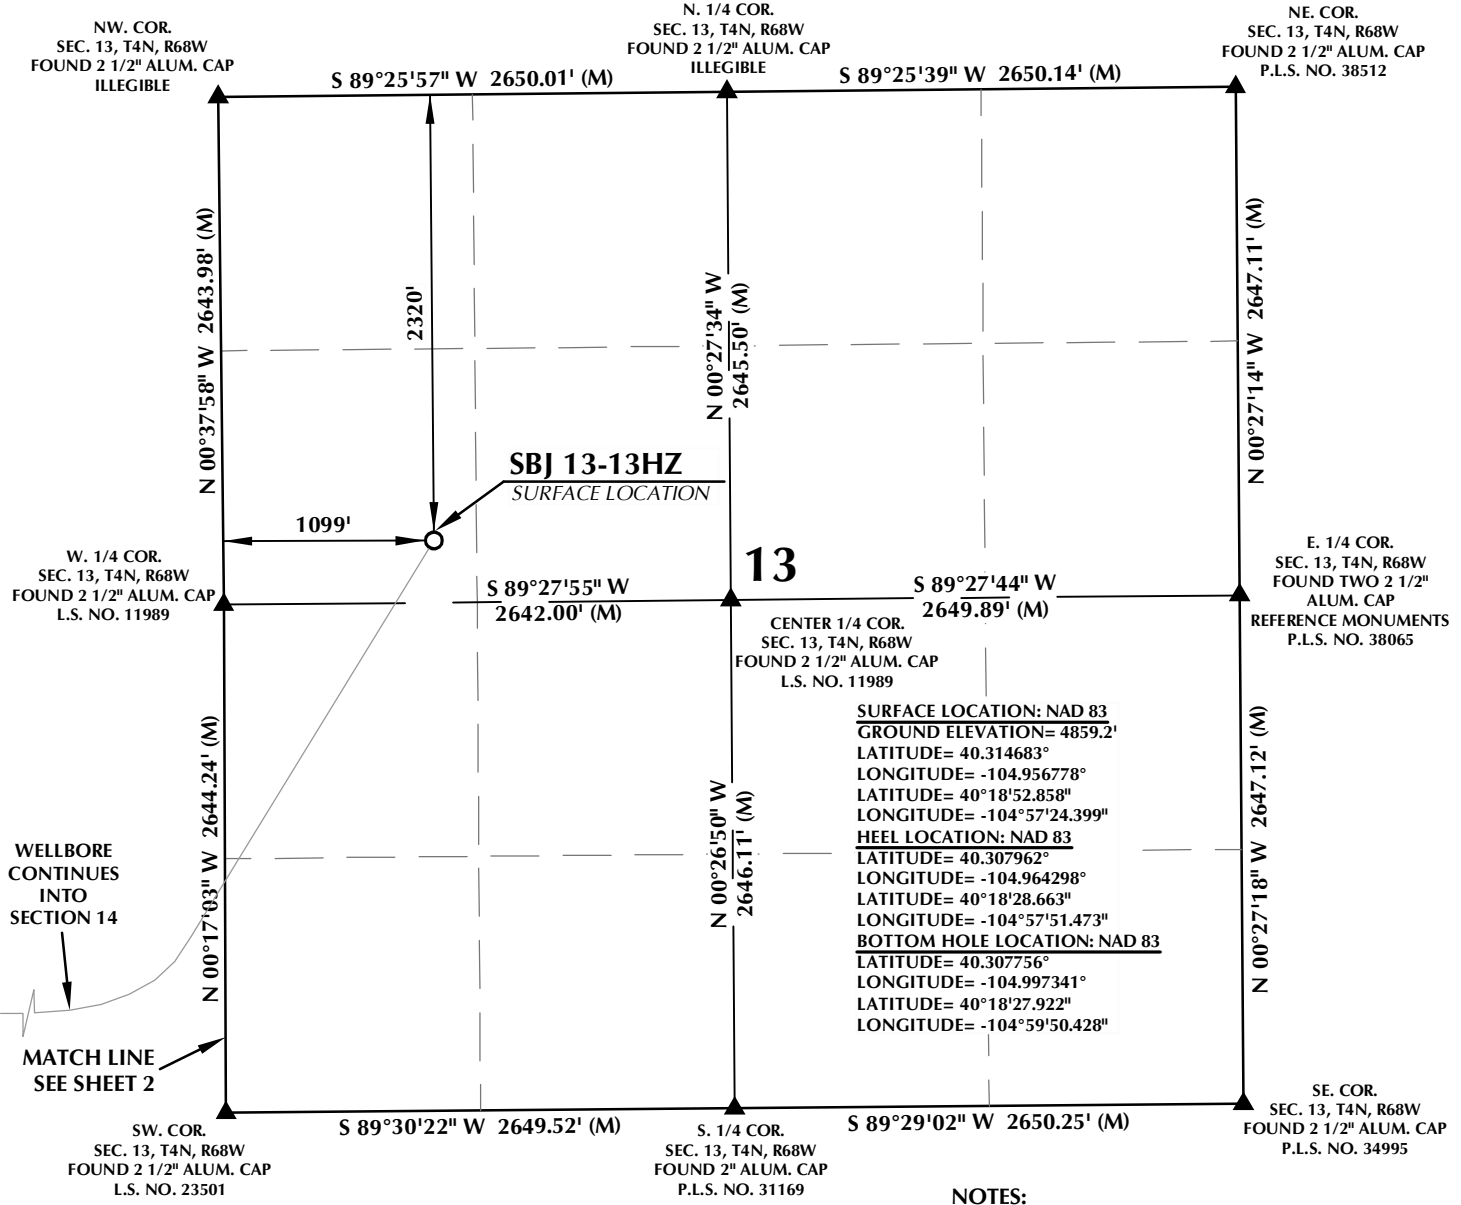 NW. COR.
SEC. 13, T4N, R68W
FOUND 2 1/2" ALUM. CAP
ILLEGIBLE
N. 1/4 COR.
SEC. 13, T4N, R68W
FOUND 2 1/2" ALUM. CAP
ILLEGIBLE
NE. COR.
SEC. 13, T4N, R68W
FOUND 2 1/2" ALUM. CAP
P.L.S. NO. 38512
S 89°25'57" W 2650.01' (M)
S 89°25'39" W 2650.14' (M)
N 00°37'58" W 2643.98' (M)
2320'
N 00°27'34" W
2645.50' (M)
N 00°27'14" W 2647.11' (M)
SBJ 13-13HZ
SURFACE LOCATION
1099'
W. 1/4 COR.
SEC. 13, T4N, R68W
FOUND 2 1/2" ALUM. CAP
L.S. NO. 11989
S 89°27'55" W
2642.00' (M)
13
S 89°27'44" W
2649.89' (M)
E. 1/4 COR.
SEC. 13, T4N, R68W
FOUND TWO 2 1/2"
ALUM. CAP
REFERENCE MONUMENTS
P.L.S. NO. 38065
CENTER 1/4 COR.
SEC. 13, T4N, R68W
FOUND 2 1/2" ALUM. CAP
L.S. NO. 11989
SURFACE LOCATION: NAD 83
GROUND ELEVATION= 4859.2'
LATITUDE= 40.314683°
LONGITUDE= -104.956778°
LATITUDE= 40°18'52.858"
LONGITUDE= -104°57'24.399"
HEEL LOCATION: NAD 83
LATITUDE= 40.307962°
LONGITUDE= -104.964298°
LATITUDE= 40°18'28.663"
LONGITUDE= -104°57'51.473"
BOTTOM HOLE LOCATION: NAD 83
LATITUDE= 40.307756°
LONGITUDE= -104.997341°
LATITUDE= 40°18'27.922"
LONGITUDE= -104°59'50.428"
N 00°17'03" W 2644.24' (M)
N 00°26'50" W
2646.11' (M)
N 00°27'18" W 2647.12' (M)
WELLBORE
CONTINUES
INTO
SECTION 14
MATCH LINE
SEE SHEET 2
S 89°30'22" W 2649.52' (M)
S 89°29'02" W 2650.25' (M)
SW. COR.
SEC. 13, T4N, R68W
FOUND 2 1/2" ALUM. CAP
L.S. NO. 23501
S. 1/4 COR.
SEC. 13, T4N, R68W
FOUND 2" ALUM. CAP
P.L.S. NO. 31169
SE. COR.
SEC. 13, T4N, R68W
FOUND 2 1/2" ALUM. CAP
P.L.S. NO. 34995
NOTES: